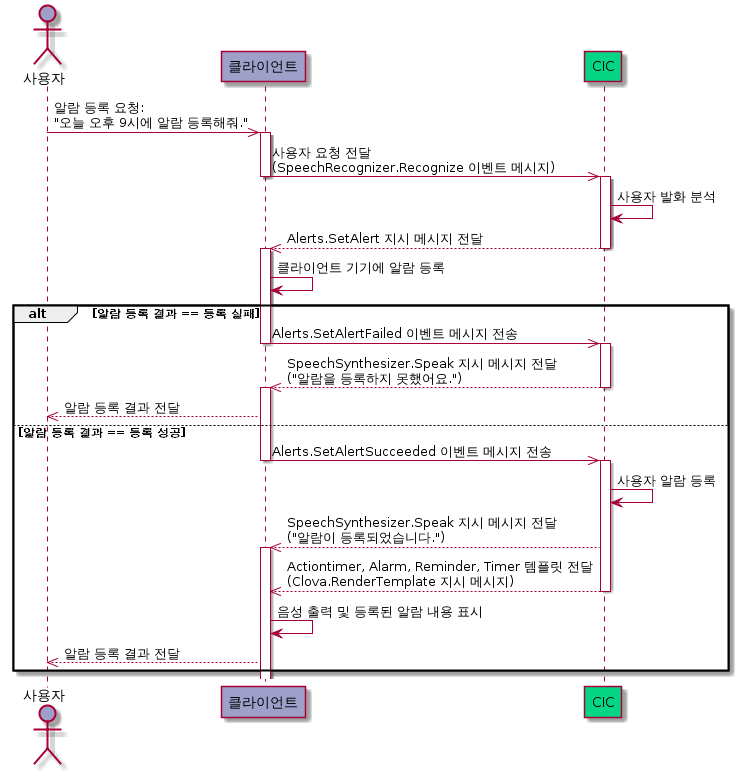 사용자
클라이언트
CIC
알람 등록 요청:
"오늘 오후 9시에 알람 등록해줘."
사용자 요청 전달
(SpeechRecognizer.Recognize 이벤트 메시지)
사용자 발화 분석
Alerts.SetAlert 지시 메시지 전달
클라이언트 기기에 알람 등록
alt
[알람 등록 결과 == 등록 실패]
Alerts.SetAlertFailed 이벤트 메시지 전송
SpeechSynthesizer.Speak 지시 메시지 전달
("알람을 등록하지 못했어요.")
알람 등록 결과 전달
[알람 등록 결과 == 등록 성공]
Alerts.SetAlertSucceeded 이벤트 메시지 전송
사용자 알람 등록
SpeechSynthesizer.Speak 지시 메시지 전달
("알람이 등록되었습니다.")
Actiontimer, Alarm, Reminder, Timer 템플릿 전달
(Clova.RenderTemplate 지시 메시지)
음성 출력 및 등록된 알람 내용 표시
알람 등록 결과 전달
사용자
클라이언트
CIC